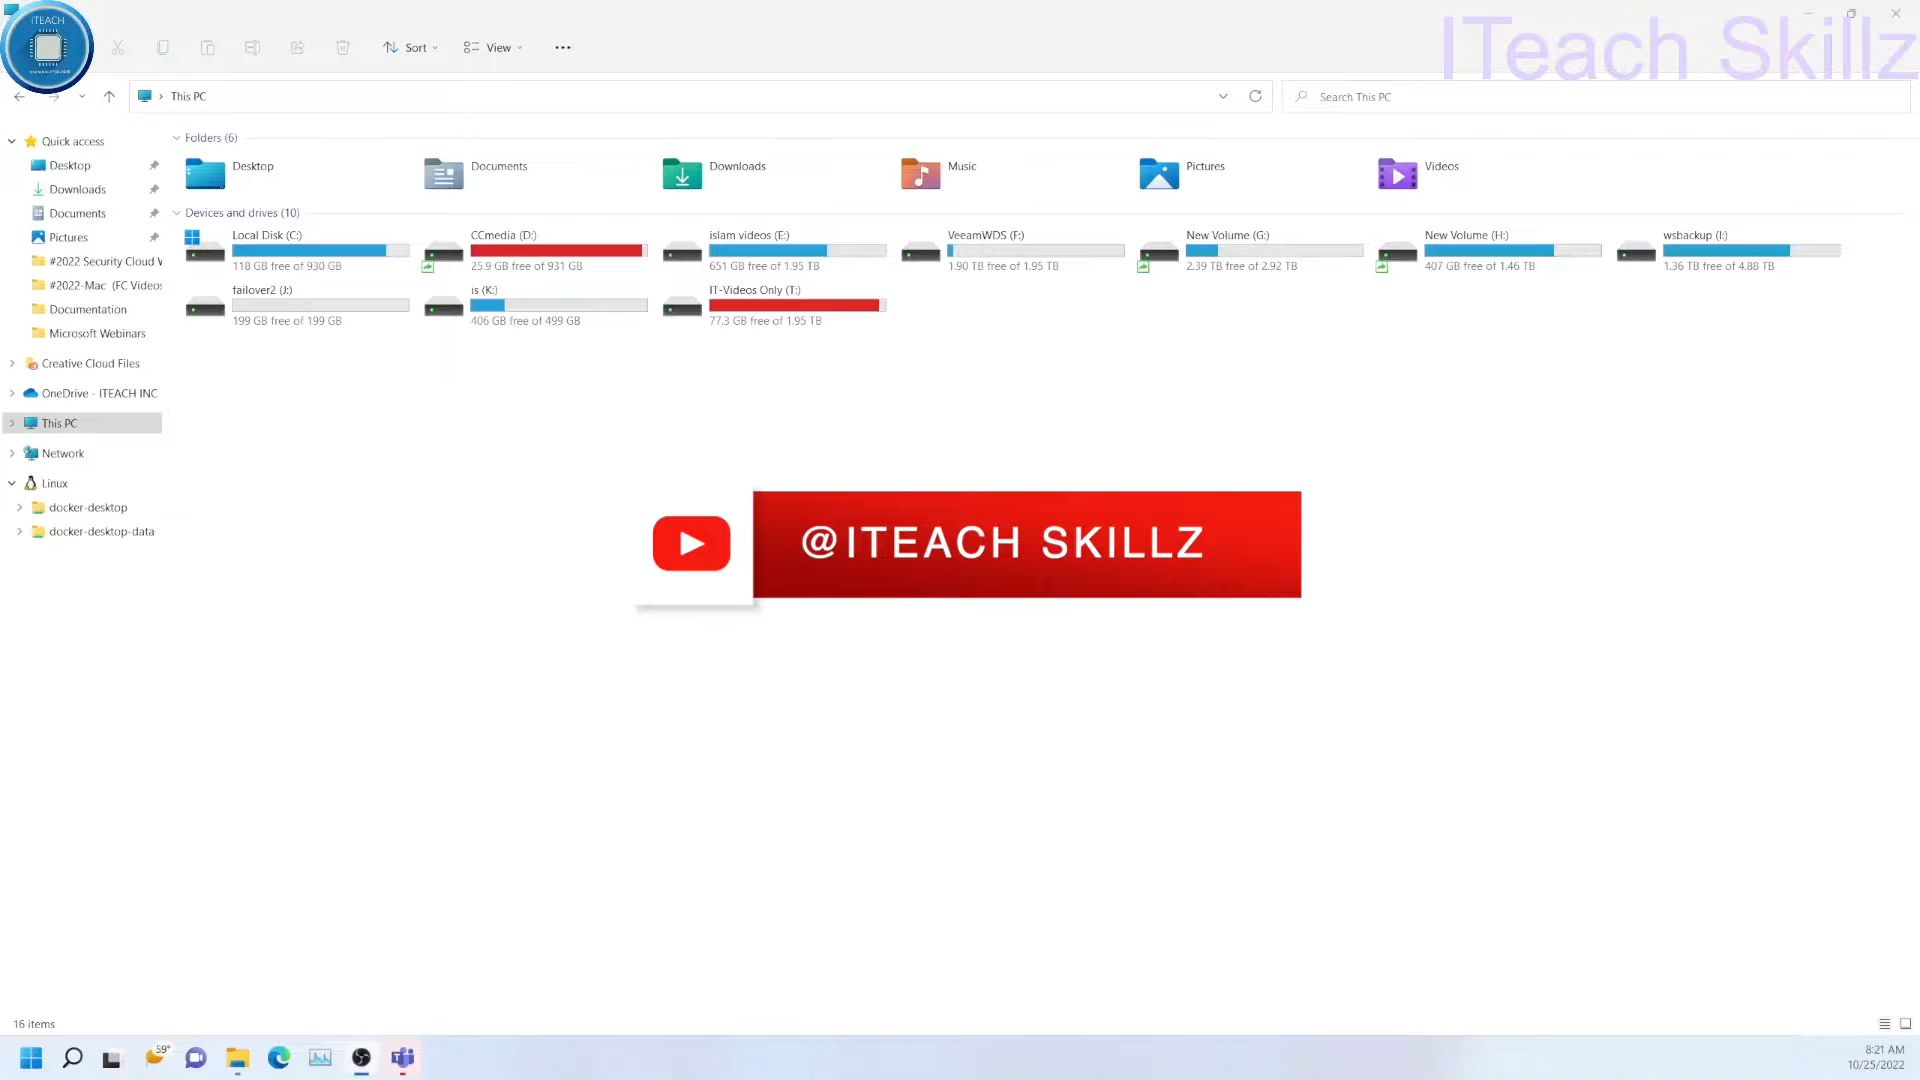 ITEACH
ITeach Skillz
Sort
View
This PC
Search This PC
Quick access
Desktop
Downloads
Documents
Pictures
#2022 Security Cloud W
#2022-Mac (FC Videos
Documentation
Microsoft Webinars
Creative Cloud Files
OneDrive - ITEACH INC
This PC
Network
Linux
docker-desktop
docker-desktop-data
Folders (6)
Desktop
Documents
Downloads
Music
Pictures
Videos
Devices and drives (10)
Local Disk (C:)
118 GB free of 930 GB
CCmedia (D:)
25.9 GB free of 931 GB
islam videos (E:)
651 GB free of 1.95 TB
VeeamWDS (F:)
1.90 TB free of 1.95 TB
New Volume (G:)
2.39 TB free of 2.92 TB
New Volume (H:)
407 GB free of 1.46 TB
wsbackup (I:)
1.36 TB free of 4.88 TB
failover2 (J:)
199 GB free of 199 GB
is (K:)
406 GB free of 499 GB
IT-Videos Only (T:)
77.3 GB free of 1.95 TB
@ITEACH SKILLZ
16 items
59°
8:21 AM
10/25/2022